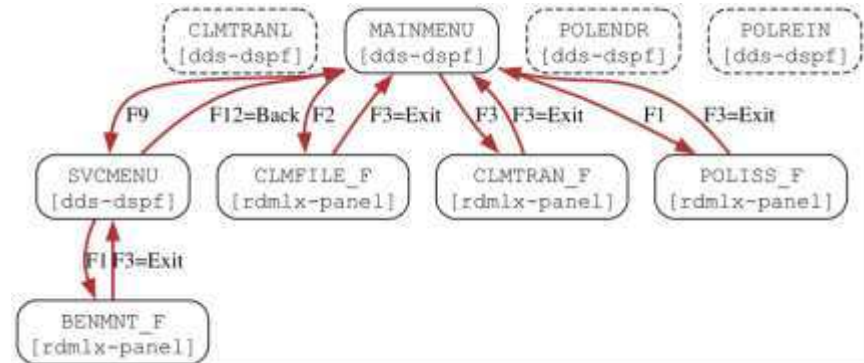 CLMTRANL
[dds-dspf]
MAINMENU
[dds-dspf]
POLENDR
[dds-dspf]
POLREIN
[dds-dspf]
F9
F12=Back
F2
F3=Exit
F3
F3=Exit
F1
F3=Exit
SVCMENU
[dds-dspf]
CLMFILE_F
[rdmlx-panel]
CLMTRAN_F
[rdmlx-panel]
POLISS_F
[rdmlx-panel]
F1
F3=Exit
BENMNT_F
[rdmlx-panel]